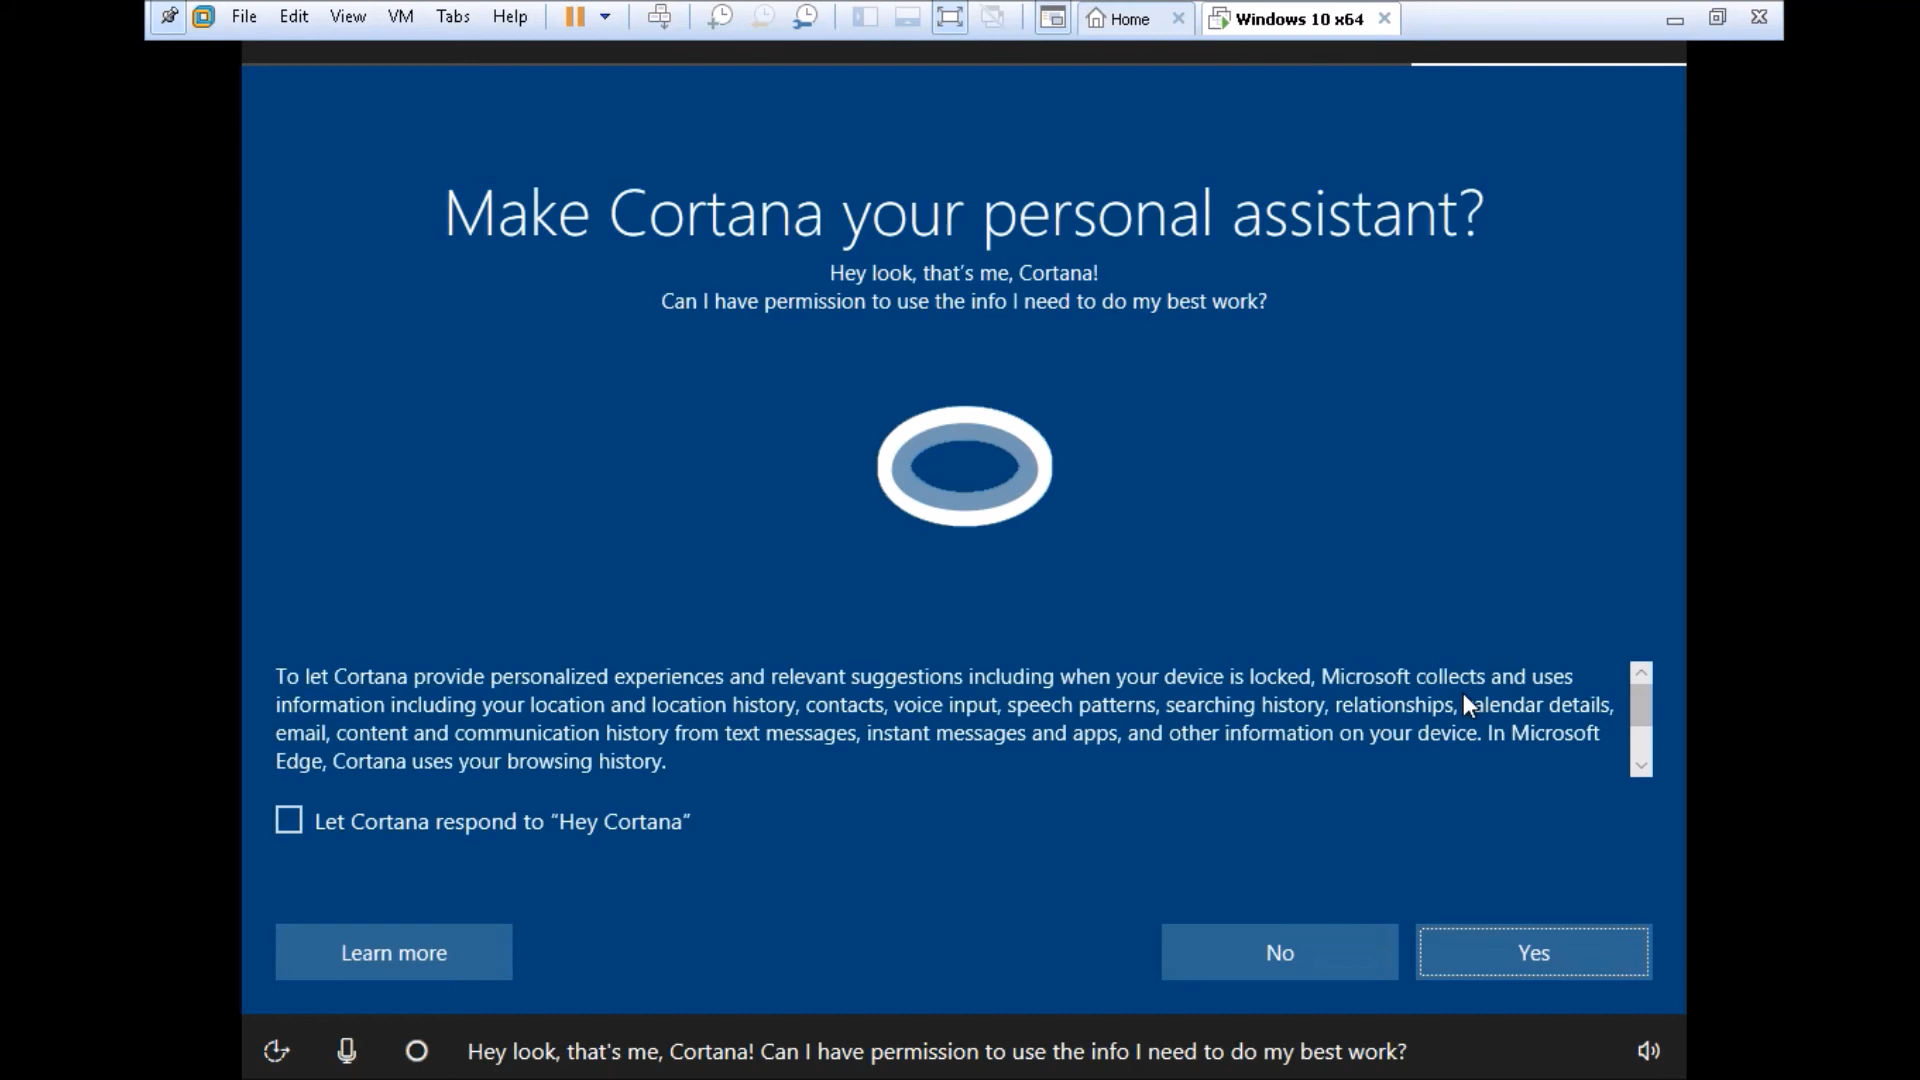 File Edit View VM Tabs Help Home Windows 10 x64
Make Cortana your personal assistant?
Hey look, that's me, Cortana!
Can I have permission to use the info I need to do my best work?
To let Cortana provide personalized experiences and relevant suggestions including when your device is locked, Microsoft collects and uses
information including your location and location history, contacts, voice input, speech patterns, searching history, relationships, calendar details,
email, content and communication history from text messages, instant messages and apps, and other information on your device. In Microsoft
Edge, Cortana uses your browsing history.
Let Cortana respond to “Hey Cortana”
Learn more No Yes
Hey look, that's me, Cortana! Can I have permission to use the info I need to do my best work?